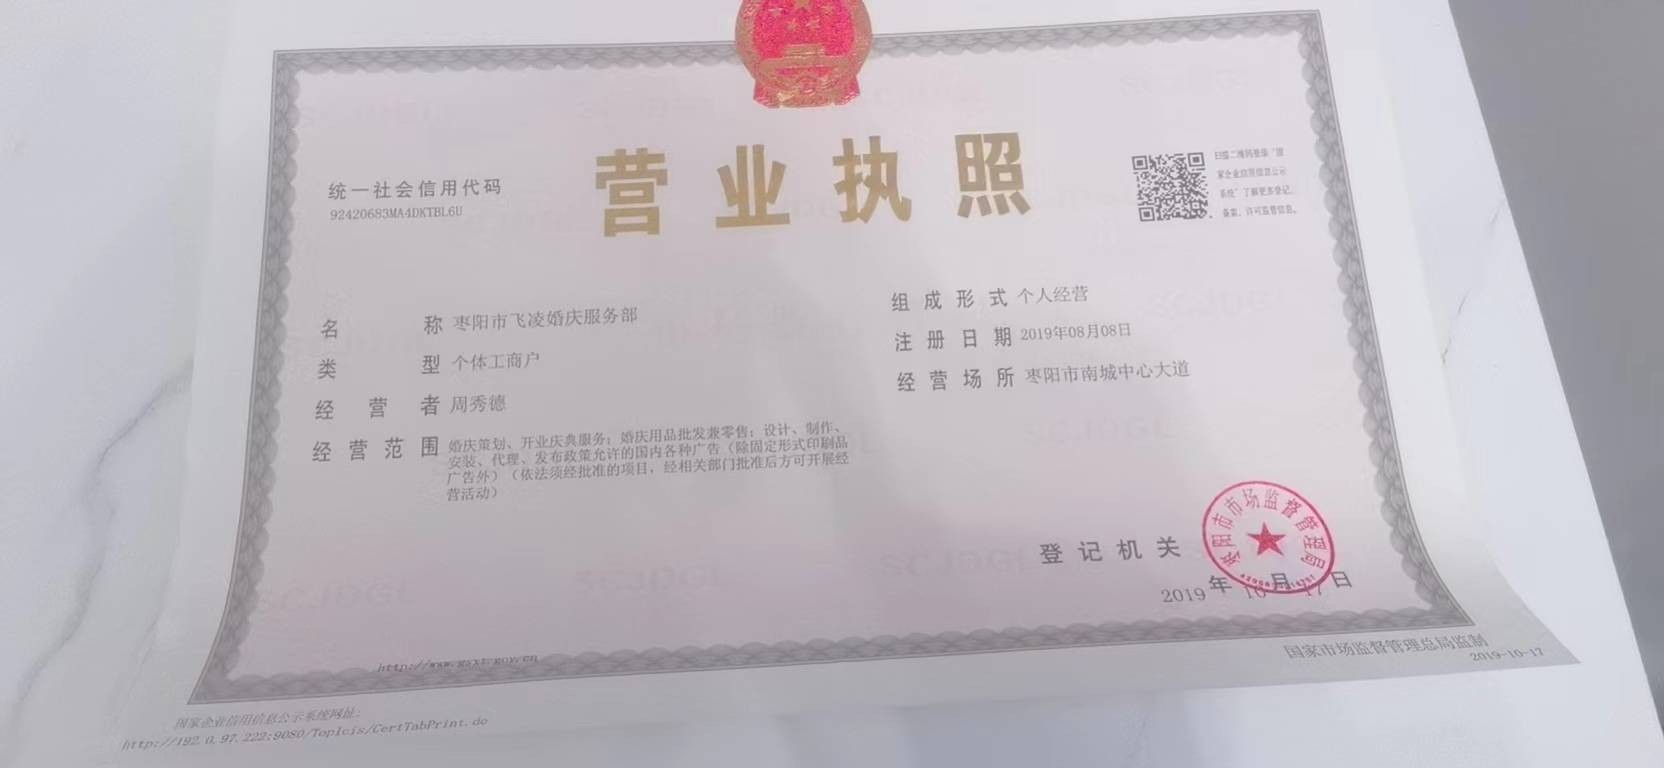 营业执照
统一社会信用代码
92420683MA4DKTBL6U
扫描二维码登录“国
家企业信用信息公示
系统”了解更多登记、
备案、许可监管信息。
名称 枣阳市飞凌婚庆服务部
类型 个体工商户
经营者 周秀德
经营范围 婚庆策划、开业庆典服务；婚庆用品批发兼零售；设计、制作、
安装、代理、发布政策允许的国内各种广告（除固定形式印刷品
广告外）（依法须经批准的项目，经相关部门批准后方可开展经
营活动）
组成形式 个人经营
注册日期 2019年08月08日
经营场所 枣阳市南城中心大道
登记机关
枣阳市市场监督管理局
2019年10月17日
http://www.gsxt.gov.cn
国家市场监督管理总局监制
2019-10-17
国家企业信用信息公示系统网址:
http://192.0.97.222:9080/TopIcis/CertTabPrint.do
SCJDGL
SCJDGL
SCJDGL